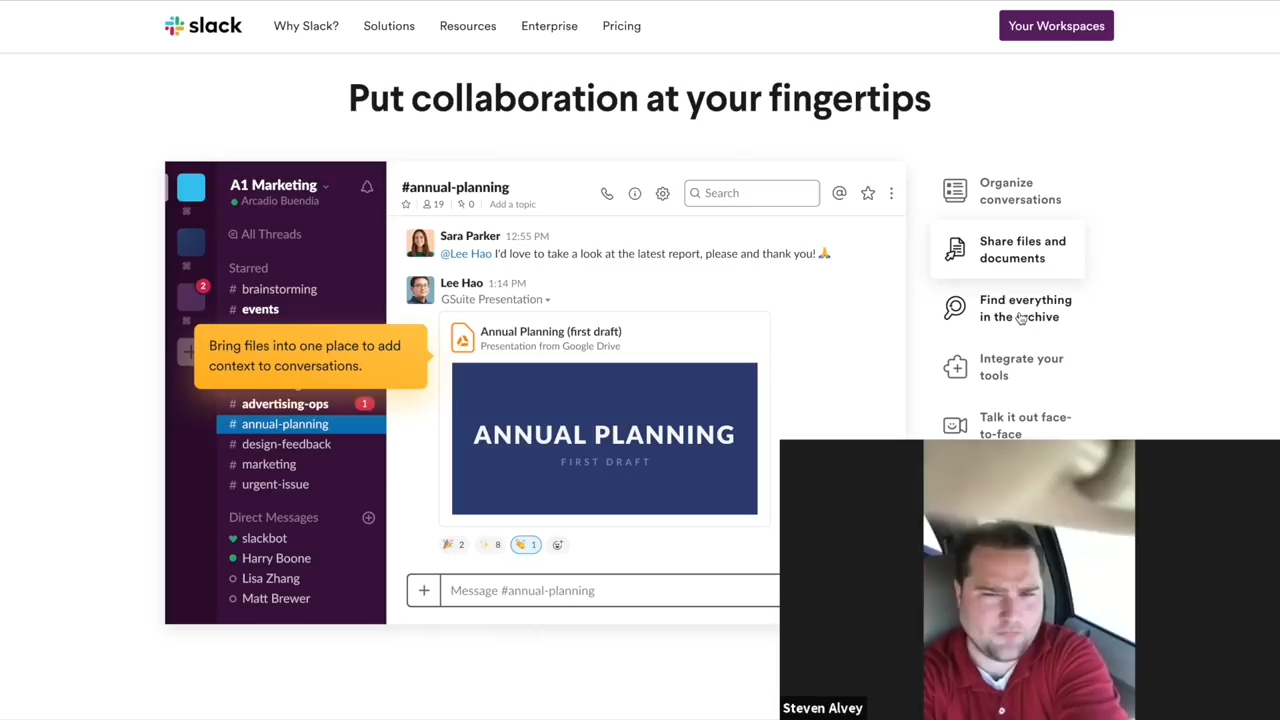 slack
Why Slack?
Solutions
Resources
Enterprise
Pricing
Your Workspaces
Put collaboration at your fingertips
A1 Marketing
Arcadio Buendia
All Threads
Starred
# brainstorming
# events
2
Bring files into one place to add
context to conversations.
# advertising-ops 1
# annual-planning
# design-feedback
# marketing
# urgent-issue
Direct Messages
slackbot
Harry Boone
Lisa Zhang
Matt Brewer
#annual-planning
19 0 Add a topic
Search
Sara Parker 12:55 PM
@Lee Hao I'd love to take a look at the latest report, please and thank you!
Lee Hao 1:14 PM
GSuite Presentation
Annual Planning (first draft)
Presentation from Google Drive
ANNUAL PLANNING
FIRST DRAFT
2 8 1
Message #annual-planning
Organize
conversations
Share files and
documents
Find everything
in the archive
Integrate your
tools
Talk it out face-
to-face
Steven Alvey